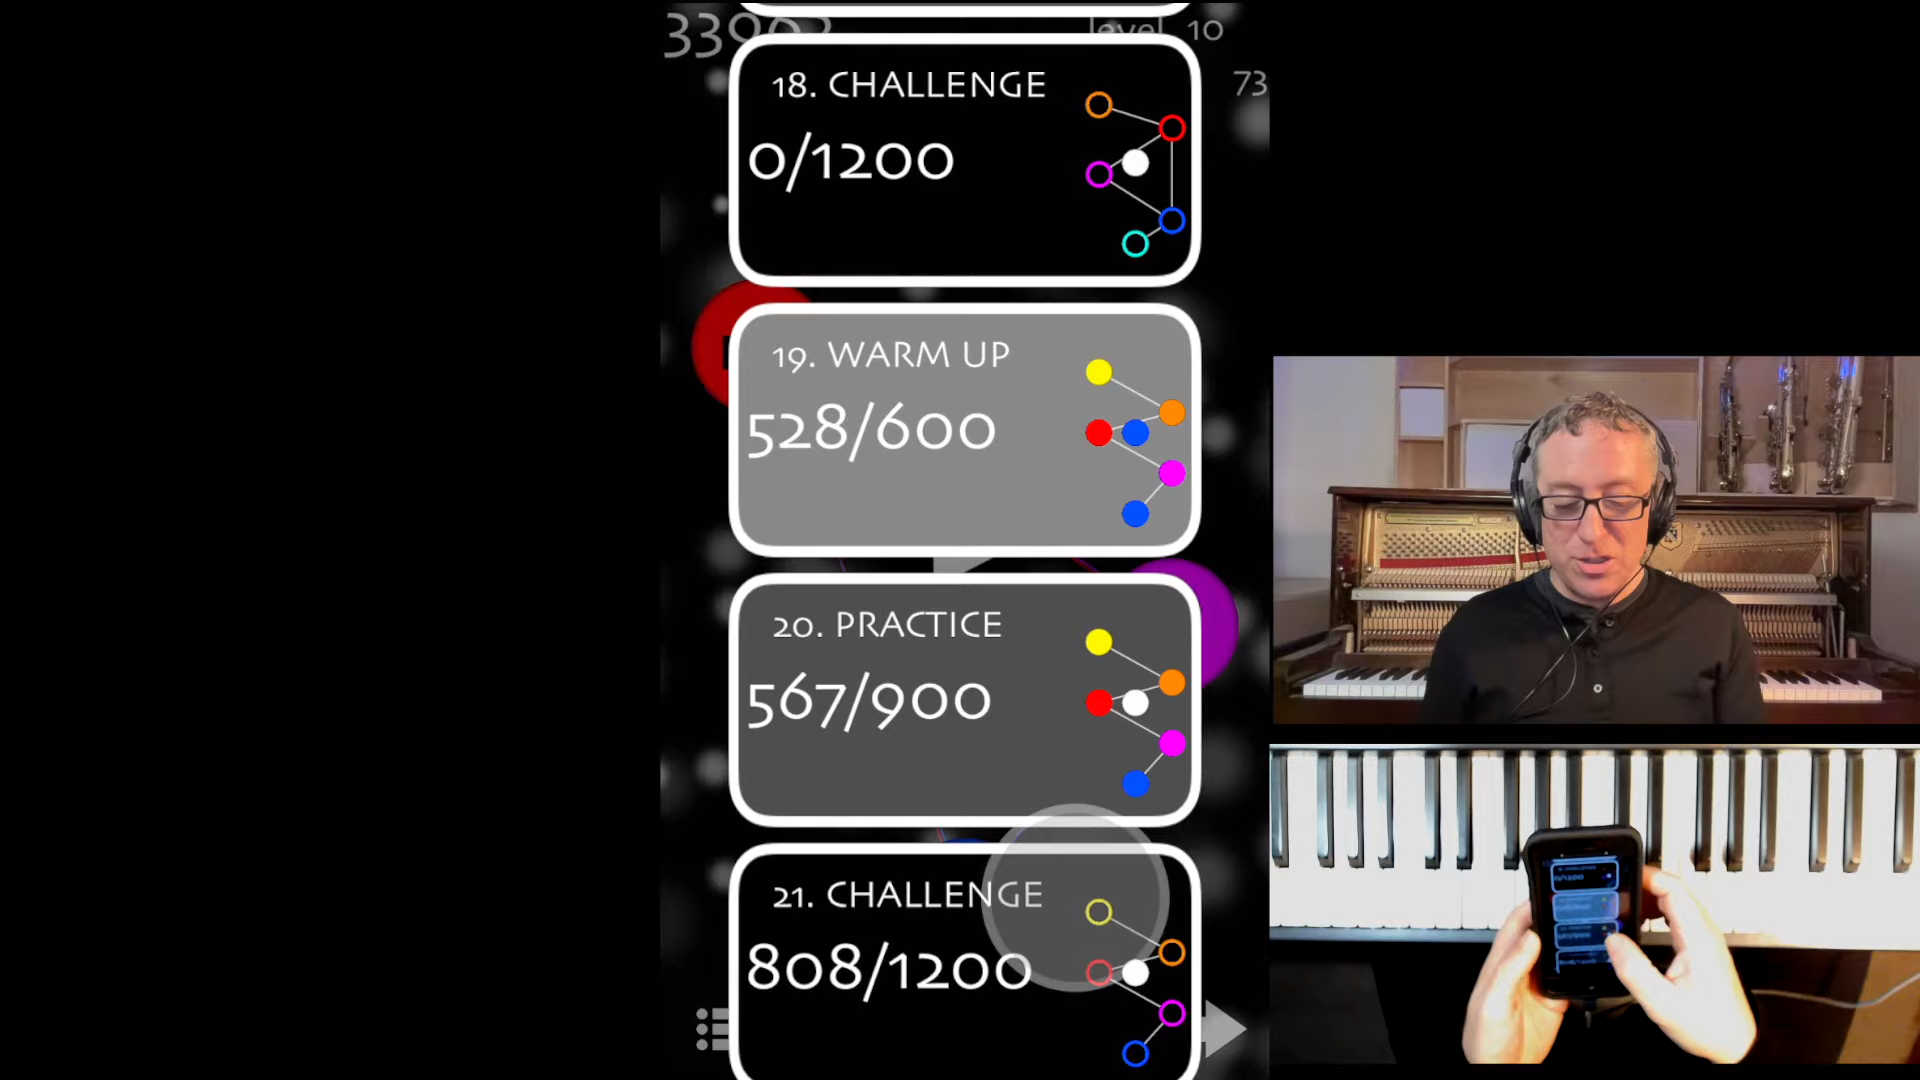 level 10
73
18. CHALLENGE
0/1200
19. WARM UP
528/600
20. PRACTICE
567/900
21. CHALLENGE
808/1200